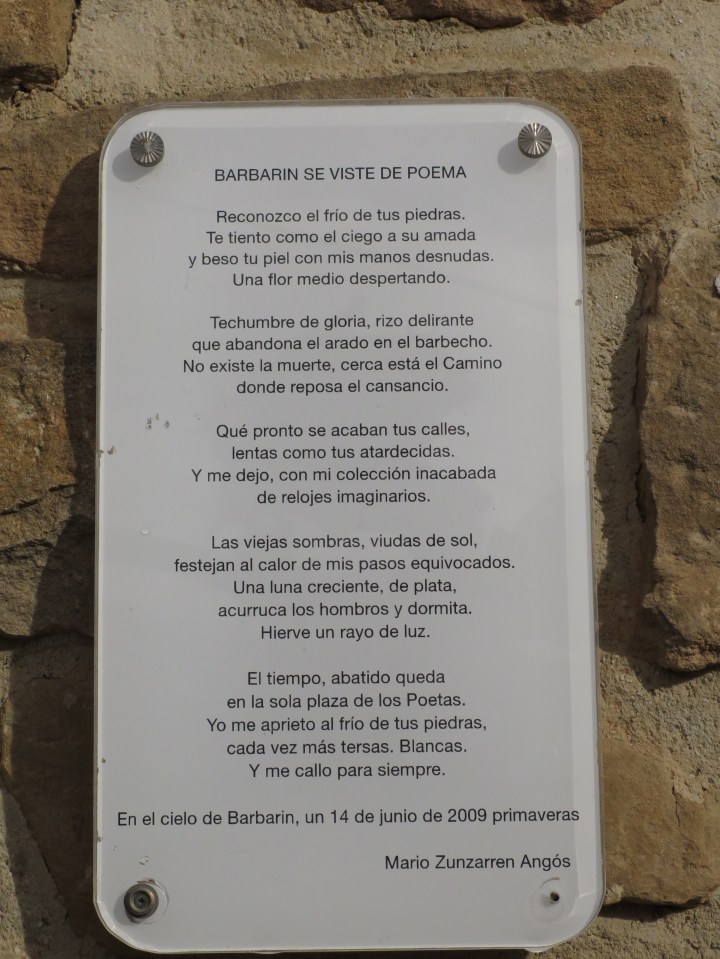 BARBARIN SE VISTE DE POEMA
Reconozco el frío de tus piedras.
Te tiento como el ciego a su amada
y beso tu piel con mis manos desnudas.
Una flor medio despertando.
Techumbre de gloria, rizo delirante
que abandona el arado en el barbecho.
No existe la muerte, cerca está el Camino
donde reposa el cansancio.
Qué pronto se acaban tus calles,
lentas como tus atardecidas.
Y me dejo, con mi colección inacabada
de relojes imaginarios.
Las viejas sombras, viudas de sol,
festejan al calor de mis pasos equivocados.
Una luna creciente, de plata,
acurruca los hombros y dormita.
Hierve un rayo de luz.
El tiempo, abatido queda
en la sola plaza de los Poetas.
Yo me aprieto al frío de tus piedras,
cada vez más tersas. Blancas.
Y me callo para siempre.
En el cielo de Barbarin, un 14 de junio de 2009 primaveras
Mario Zunzarren Angós